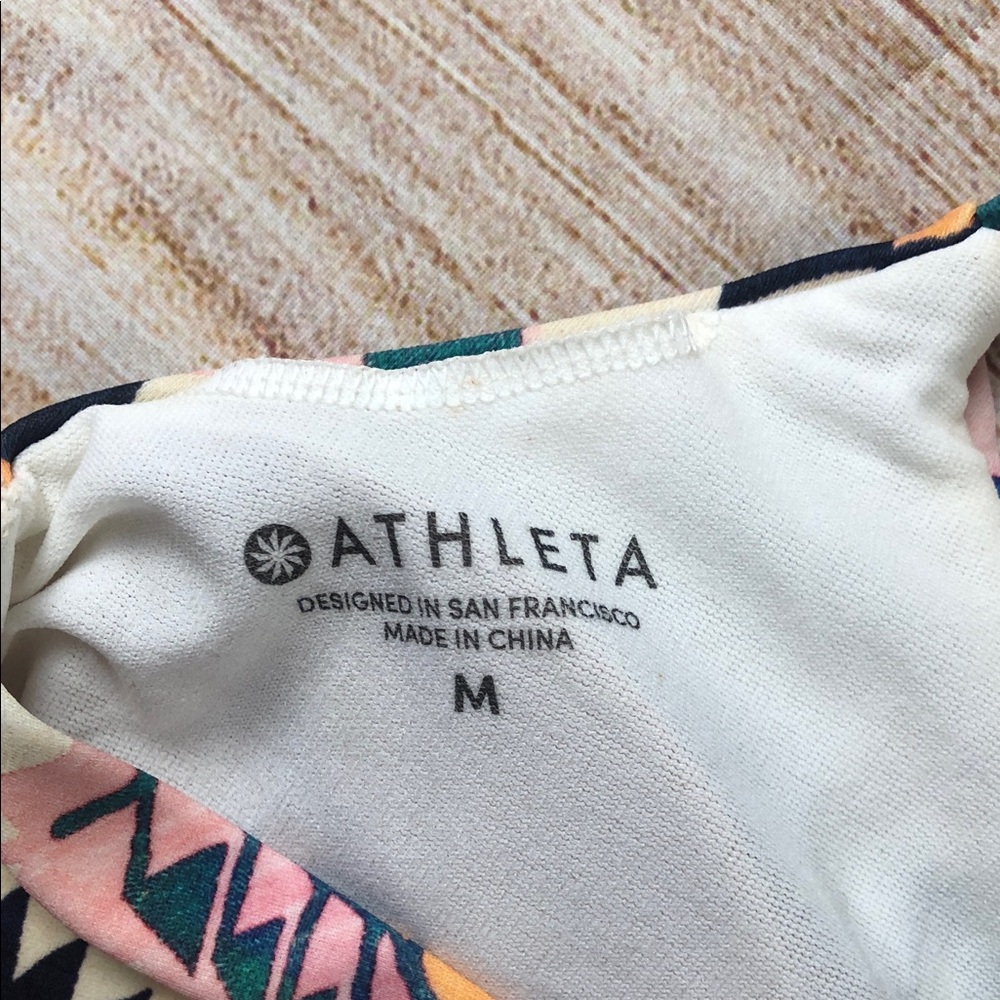 ATHLETA
DESIGNED IN SAN FRANCISCO
MADE IN CHINA
M